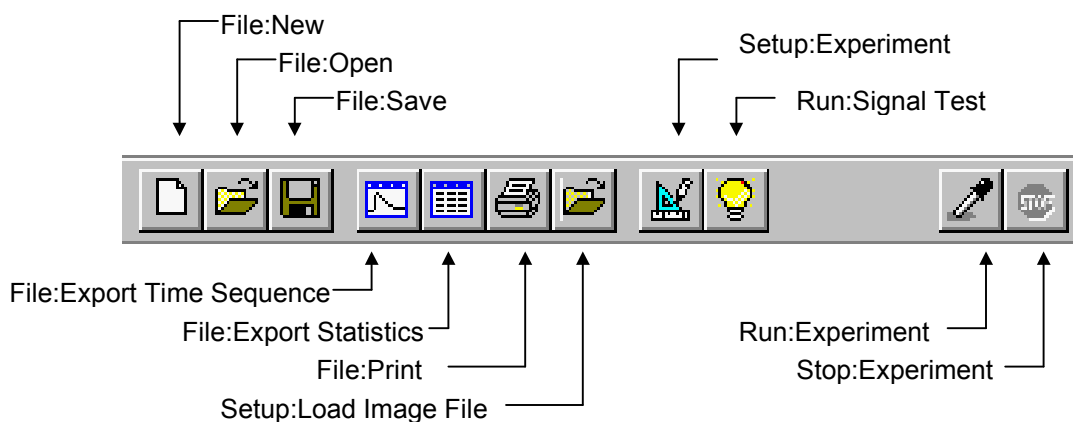 File:New
Setup:Experiment
File:Open
File:Save
Run:Signal Test
STOP
File:Export Time Sequence
File:Export Statistics
Run:Experiment
File:Print
Stop:Experiment
Setup:Load Image File